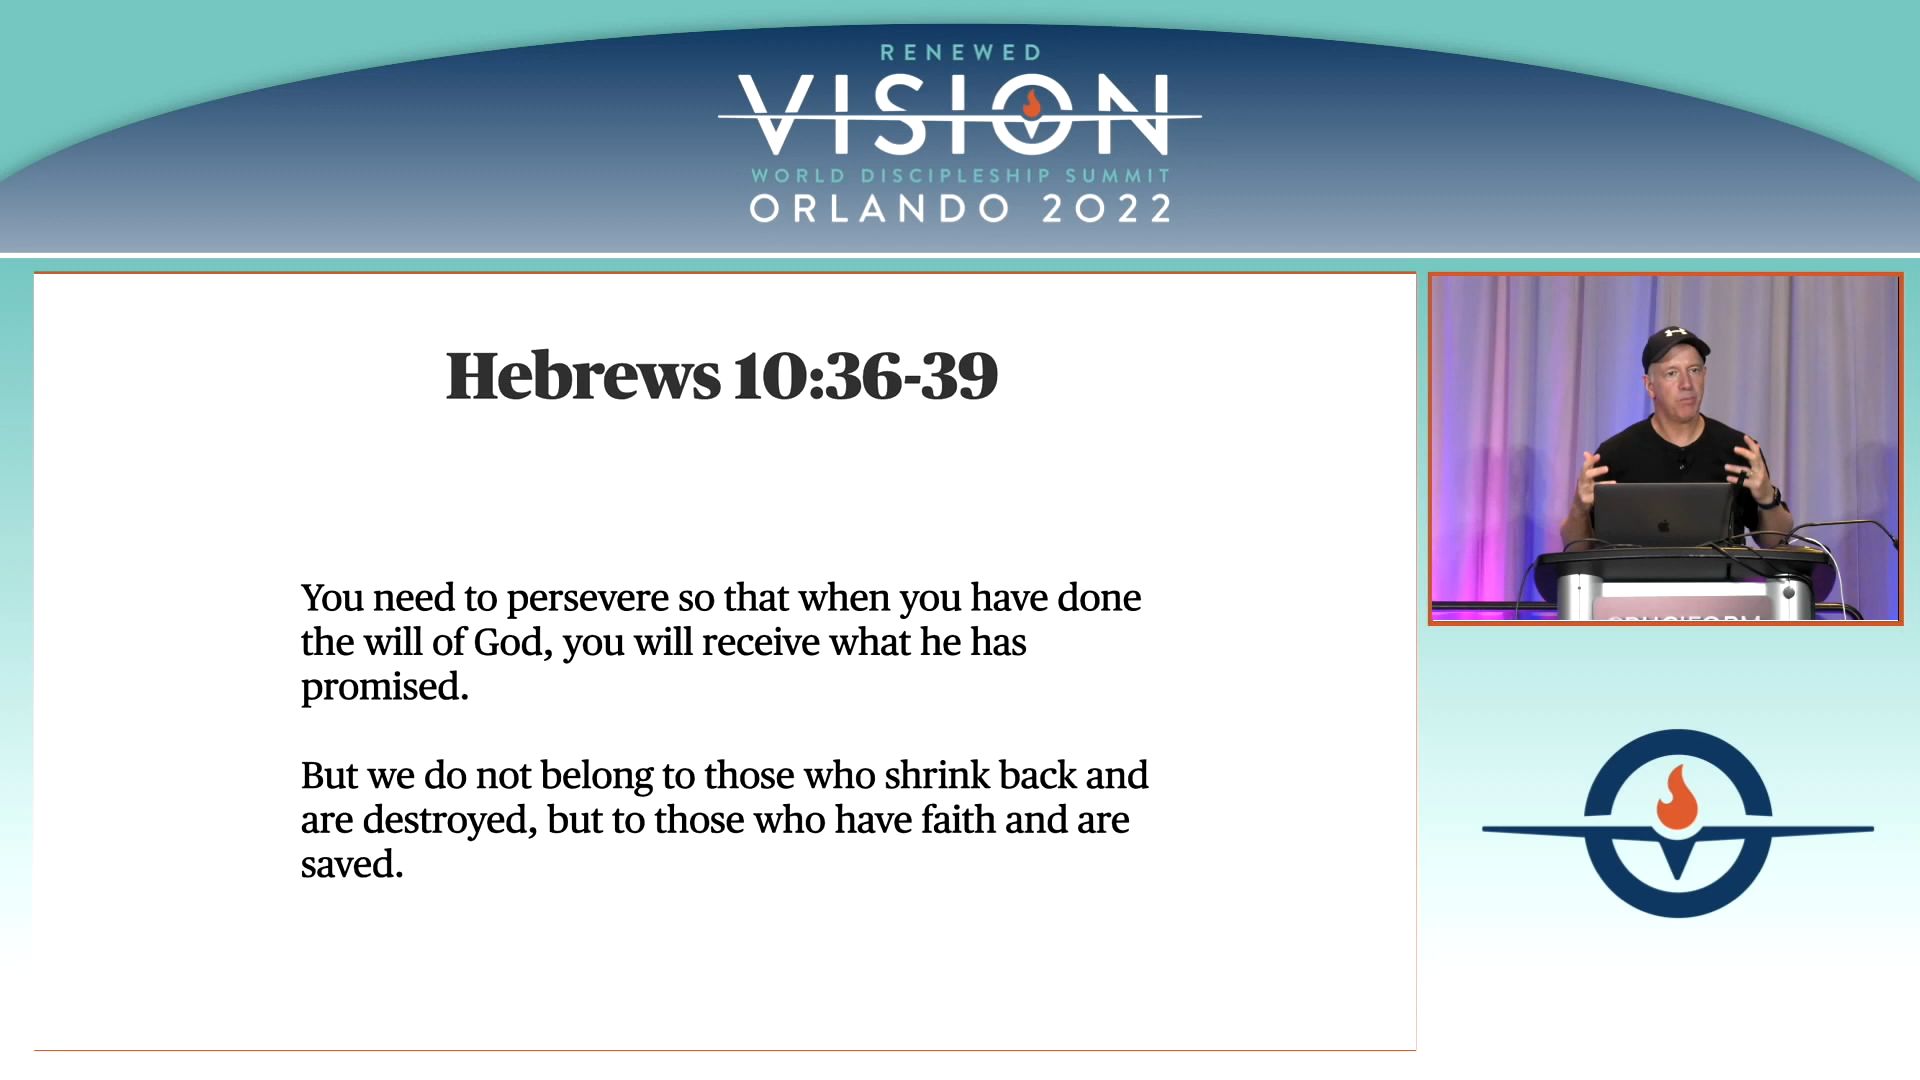 RENEWED
VISION
WORLD DISCIPLESHIP SUMMIT
ORLANDO 2022
Hebrews 10:36-39
You need to persevere so that when you have done
the will of God, you will receive what he has
promised.
But we do not belong to those who shrink back and
are destroyed, but to those who have faith and are
saved.